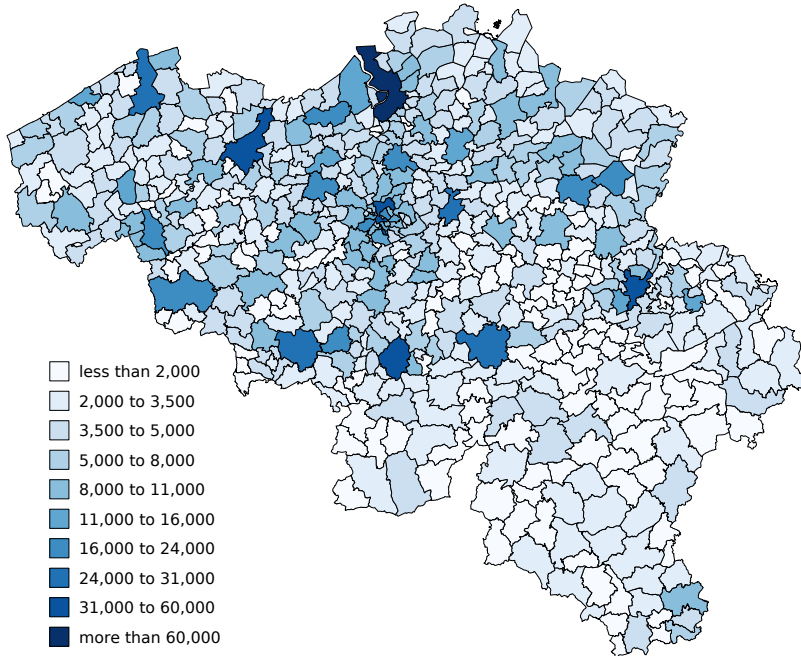 less than 2,000
2,000 to 3,500
3,500 to 5,000
5,000 to 8,000
8,000 to 11,000
11,000 to 16,000
16,000 to 24,000
24,000 to 31,000
31,000 to 60,000
more than 60,000